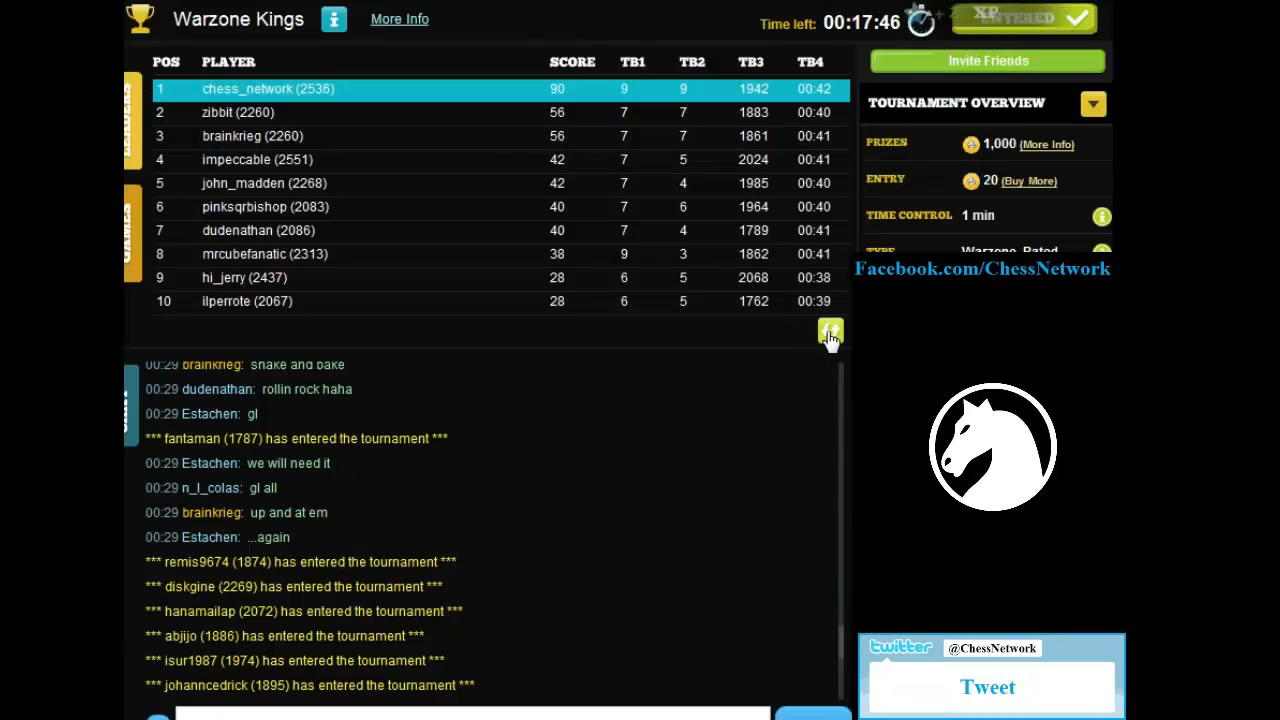 Warzone Kings i More Info Time left: 00:17:46 XP ENTERED
POS PLAYER SCORE TB1 TB2 TB3 TB4
1 chess_network (2536) 90 9 9 1942 00:42
2 zibbit (2260) 56 7 7 1883 00:40
3 brainkrieg (2260) 56 7 7 1861 00:41
4 impeccable (2551) 42 7 5 2024 00:41
5 john_madden (2268) 42 7 4 1985 00:40
6 pinksqrbishop (2083) 40 7 6 1964 00:40
7 dudenathan (2086) 40 7 4 1789 00:41
8 mrcubefanatic (2313) 38 9 3 1862 00:41
9 hi_jerry (2437) 28 6 5 2068 00:38
10 ilperrote (2067) 28 6 5 1762 00:39
LEADERS
GAMES
Invite Friends
TOURNAMENT OVERVIEW
PRIZES 1,000 (More Info)
ENTRY 20 (Buy More)
TIME CONTROL 1 min
TYPE Warzone, Rated
Facebook.com/ChessNetwork
00:29 brainkrieg: shake and bake
00:29 dudenathan: rollin rock haha
00:29 Estachen: gl
*** fantaman (1787) has entered the tournament ***
00:29 Estachen: we will need it
00:29 n_l_colas: gl all
00:29 brainkrieg: up and at em
00:29 Estachen: ...again
*** remis9674 (1874) has entered the tournament ***
*** diskgine (2269) has entered the tournament ***
*** hanamailap (2072) has entered the tournament ***
*** abjijo (1886) has entered the tournament ***
*** isur1987 (1974) has entered the tournament ***
*** johanncedrick (1895) has entered the tournament ***
twitter @ChessNetwork
Tweet